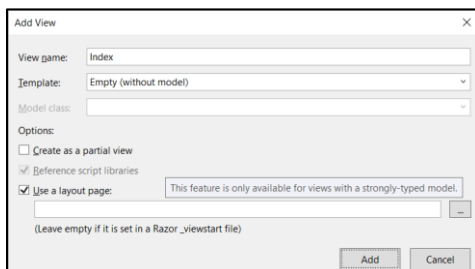 Add View
View name: Index
Template: Empty (without model)
Model class:
Options:
Create as a partial view
Reference script libraries
Use a layout page: This feature is only available for views with a strongly-typed model.
...
(Leave empty if it is set in a Razor _viewstart file)
Add Cancel